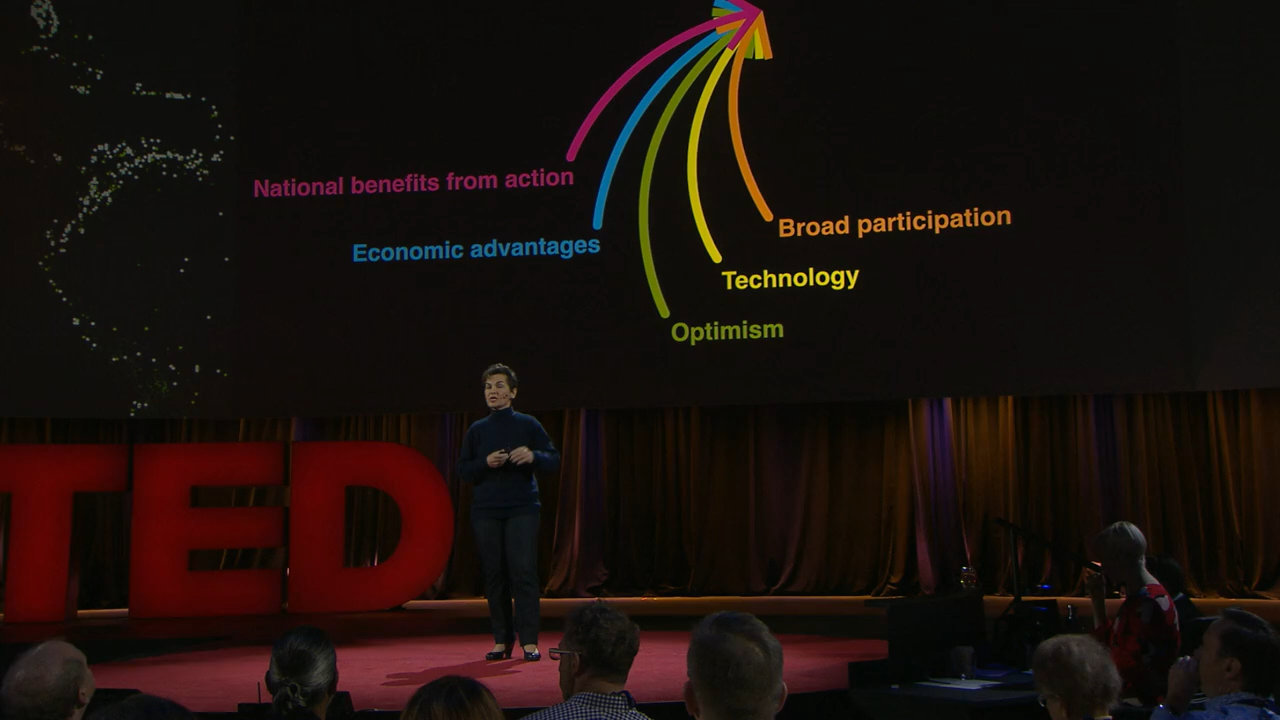 National benefits from action
Economic advantages
Broad participation
Technology
Optimism
TED